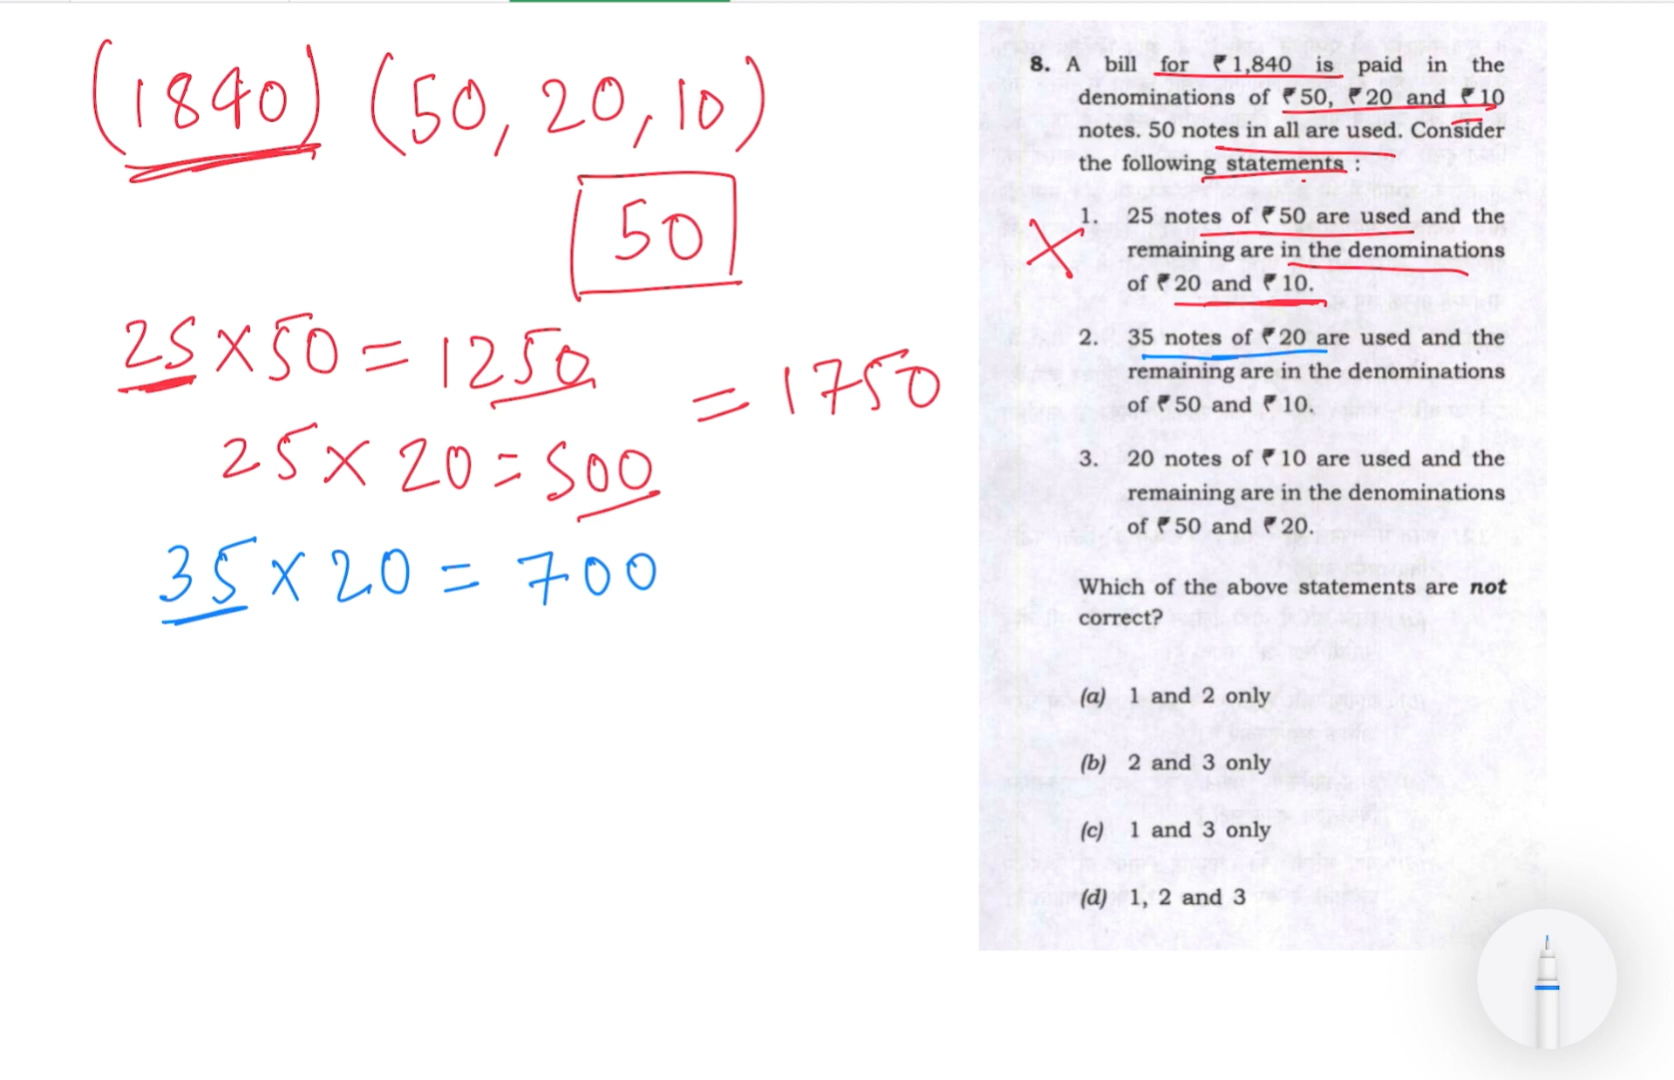 (1840) (50, 20, 10)
50
25 × 50 = 1250
= 1750
25 × 20 = 500
35 × 20 = 700
8. A bill for ₹ 1,840 is paid in the
denominations of ₹ 50, ₹ 20 and ₹ 10
notes. 50 notes in all are used. Consider
the following statements :
1. 25 notes of ₹ 50 are used and the
remaining are in the denominations
of ₹ 20 and ₹ 10.
2. 35 notes of ₹ 20 are used and the
remaining are in the denominations
of ₹ 50 and ₹ 10.
3. 20 notes of ₹ 10 are used and the
remaining are in the denominations
of ₹ 50 and ₹ 20.
Which of the above statements are not
correct?
(a) 1 and 2 only
(b) 2 and 3 only
(c) 1 and 3 only
(d) 1, 2 and 3